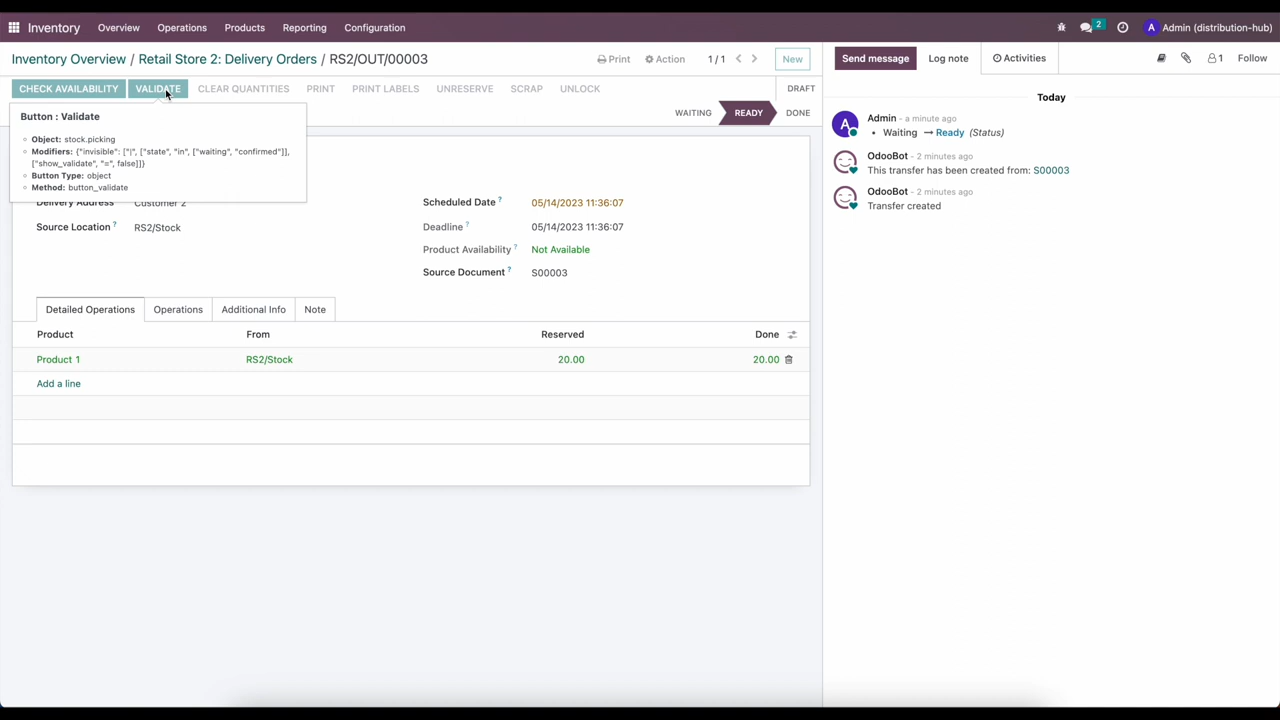 Inventory Overview Operations Products Reporting Configuration 2 A Admin (distribution-hub)
Inventory Overview / Retail Store 2: Delivery Orders / RS2/OUT/00003 Print Action 1 / 1 New Send message Log note Activities 1 Follow
CHECK AVAILABILITY VALIDATE CLEAR QUANTITIES PRINT PRINT LABELS UNRESERVE SCRAP UNLOCK DRAFT
WAITING READY DONE
Button : Validate
Object: stock.picking
Modifiers: {"invisible": ["|", ["state", "in", ["waiting", "confirmed"]],
["show_validate", "=", false]]}
Button Type: object
Method: button_validate
Delivery Address Customer 2
Source Location ? RS2/Stock
Scheduled Date ? 05/14/2023 11:36:07
Deadline ? 05/14/2023 11:36:07
Product Availability ? Not Available
Source Document ? S00003
Detailed Operations Operations Additional Info Note
Product From Reserved Done
Product 1 RS2/Stock 20.00 20.00
Add a line
Today
A Admin - a minute ago
Waiting → Ready (Status)
OdooBot - 2 minutes ago
This transfer has been created from: S00003
OdooBot - 2 minutes ago
Transfer created